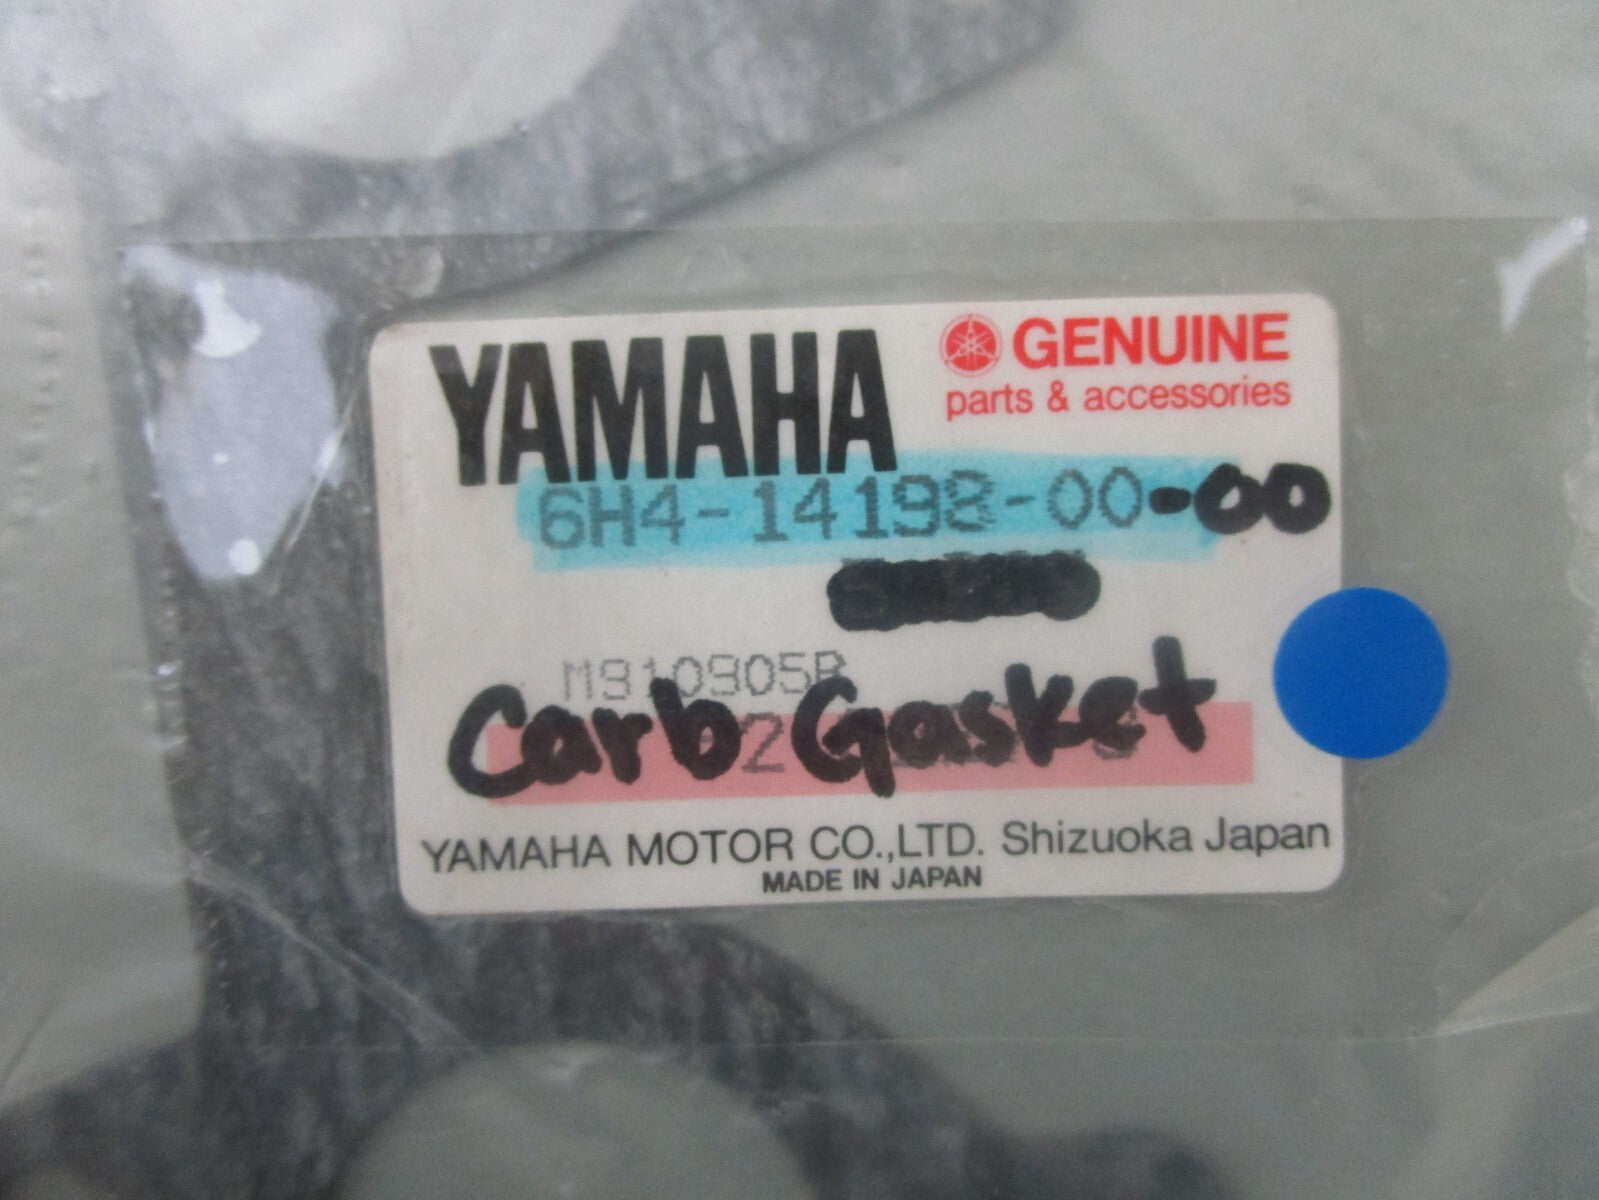 YAMAHA
GENUINE
parts & accessories
6H4-14198-00-00
Carb Gasket
YAMAHA MOTOR CO.,LTD. Shizuoka Japan
MADE IN JAPAN